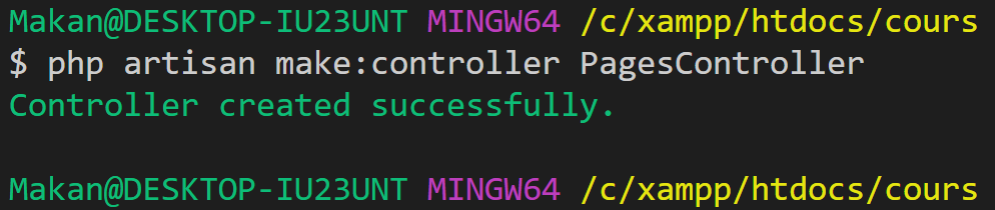 Makan@DESKTOP-IU23UNT MINGW64 /c/xampp/htdocs/cours
$ php artisan make:controller PagesController
Controller created successfully.
Makan@DESKTOP-IU23UNT MINGW64 /c/xampp/htdocs/cours